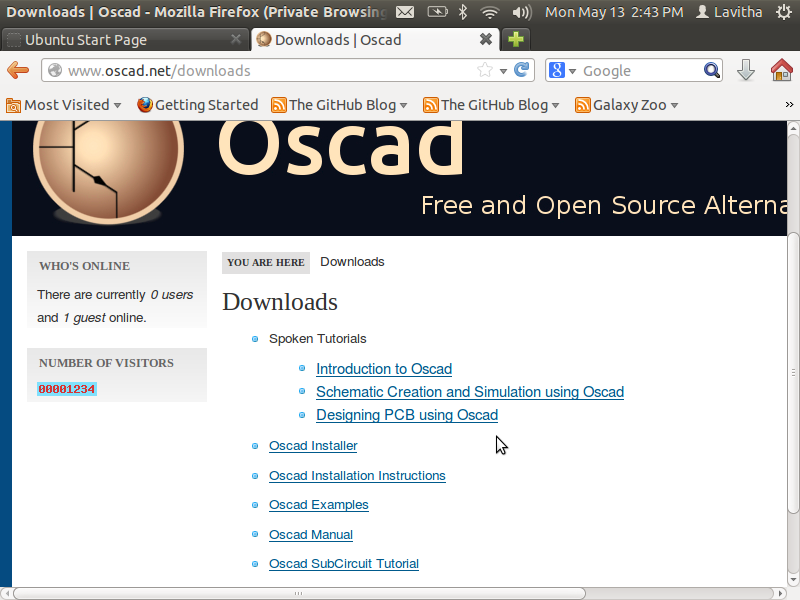 Downloads | Oscad - Mozilla Firefox (Private Browsing
Mon May 13 2:43 PM Lavitha
Ubuntu Start Page
Downloads | Oscad
www.oscad.net/downloads
8 Google
Most Visited
Getting Started
The GitHub Blog
The GitHub Blog
Galaxy Zoo
»
Oscad
Free and Open Source Alterna
WHO'S ONLINE
There are currently 0 users
and 1 guest online.
NUMBER OF VISITORS
00001234
YOU ARE HERE Downloads
Downloads
Spoken Tutorials
Introduction to Oscad
Schematic Creation and Simulation using Oscad
Designing PCB using Oscad
Oscad Installer
Oscad Installation Instructions
Oscad Examples
Oscad Manual
Oscad SubCircuit Tutorial